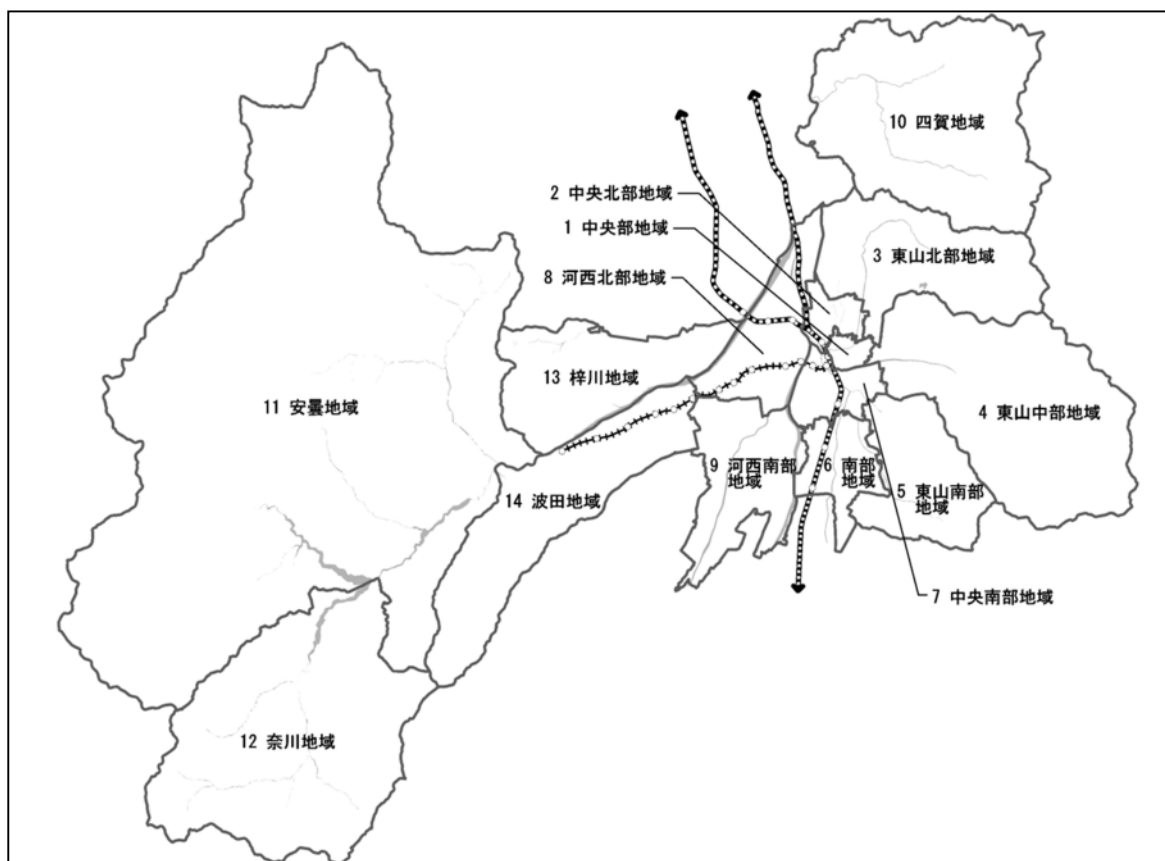 10 四賀地域
2 中央北部地域
1 中央部地域
3 東山北部地域
8 河西北部地域
13 梓川地域
11 安曇地域
4 東山中部地域
9 河西南部
地域
6 南部
地域
5 東山南部
地域
14 波田地域
7 中央南部地域
12 奈川地域